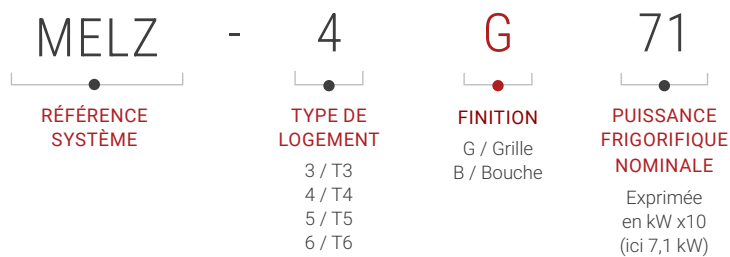 MELZ - 4 G 71
RÉFÉRENCE
SYSTÈME
TYPE DE
LOGEMENT
3 / T3
4 / T4
5 / T5
6 / T6
FINITION
G / Grille
B / Bouche
PUISSANCE
FRIGORIFIQUE
NOMINALE
Exprimée
en kW x10
(ici 7,1 kW)